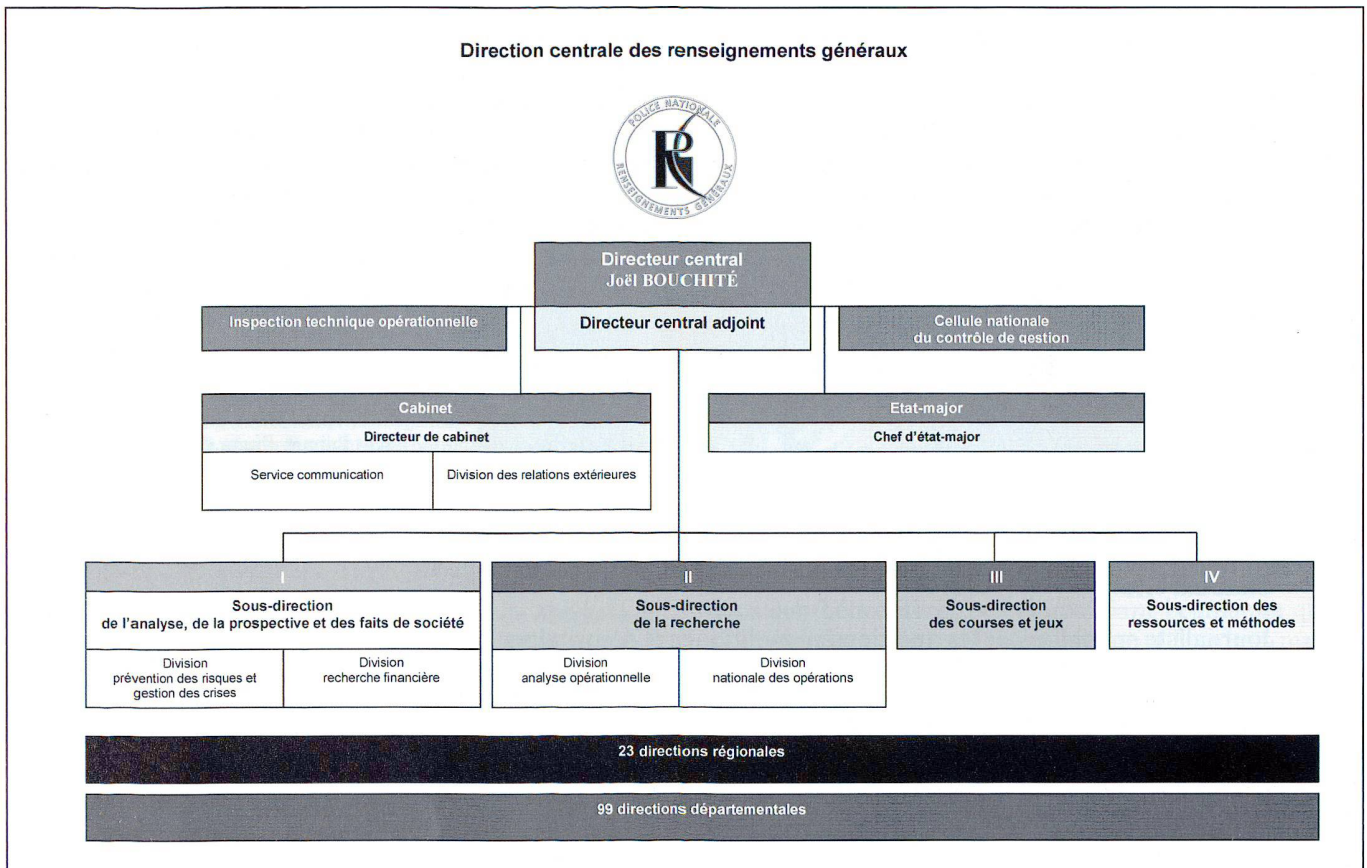 Direction centrale des renseignements généraux
POLICE NATIONALE
RENSEIGNEMENTS GÉNÉRAUX
Directeur central
Joël BOUCHITÉ
Directeur central adjoint
Inspection technique opérationnelle
Cellule nationale
du contrôle de gestion
Cabinet
Directeur de cabinet
Service communication
Division des relations extérieures
Etat-major
Chef d'état-major
I
Sous-direction
de l'analyse, de la prospective et des faits de société
Division
prévention des risques et
gestion des crises
Division
recherche financière
II
Sous-direction
de la recherche
Division
analyse opérationnelle
Division
nationale des opérations
III
Sous-direction
des courses et jeux
IV
Sous-direction des
ressources et méthodes
23 directions régionales
99 directions départementales